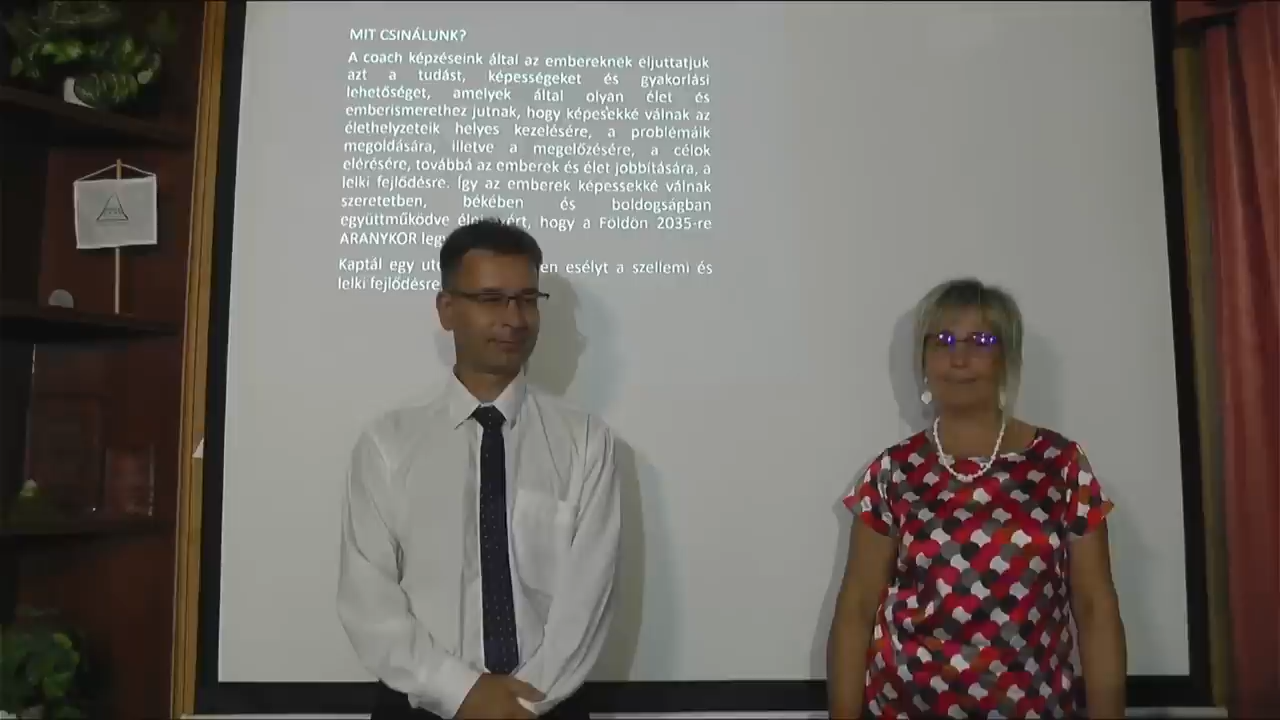 MIT CSINÁLUNK?
A coach képzéseink által az embereknek eljuttatjuk
azt a tudást, képességeket és gyakorlási
lehetőséget, amelyek által olyan élet és
emberismerethez jutnak, hogy képesekké válnak az
élethelyzeteik helyes kezelésére, a problémáik
megoldására, illetve a megelőzésére, a célok
elérésére, továbbá az emberek és élet jobbítására, a
lelki fejlődésre. Így az emberek képessekké válnak
szeretetben, békében és boldogságban
együttműködve hogy a Földön 2035-re
ARANYKOR
Kaptál egy esélyt a szellemi és
lelki fejlődésre